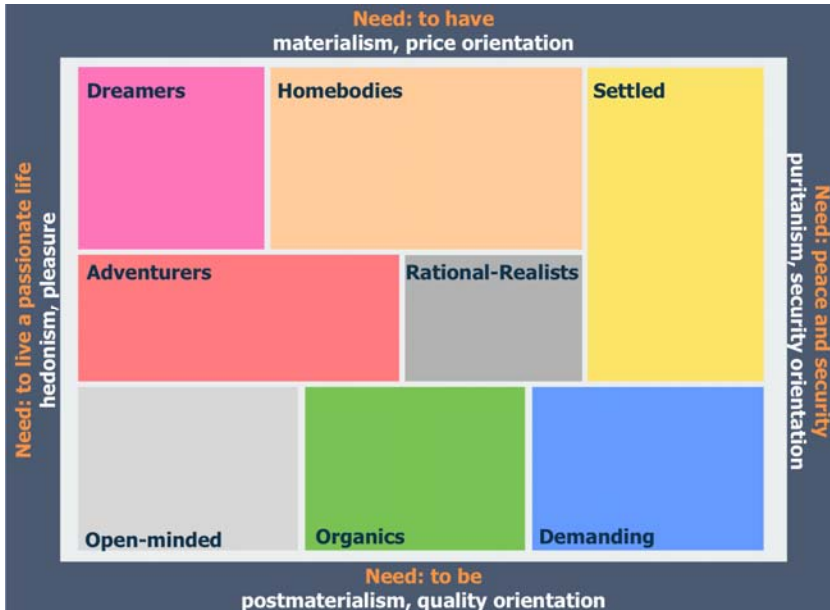 Need: to have
materialism, price orientation
Dreamers
Homebodies
Settled
Need: to live a passionate life
hedonism, pleasure
Need: peace and security
puritanism, security orientation
Adventurers
Rational-Realists
Open-minded
Organics
Demanding
Need: to be
postmaterialism, quality orientation